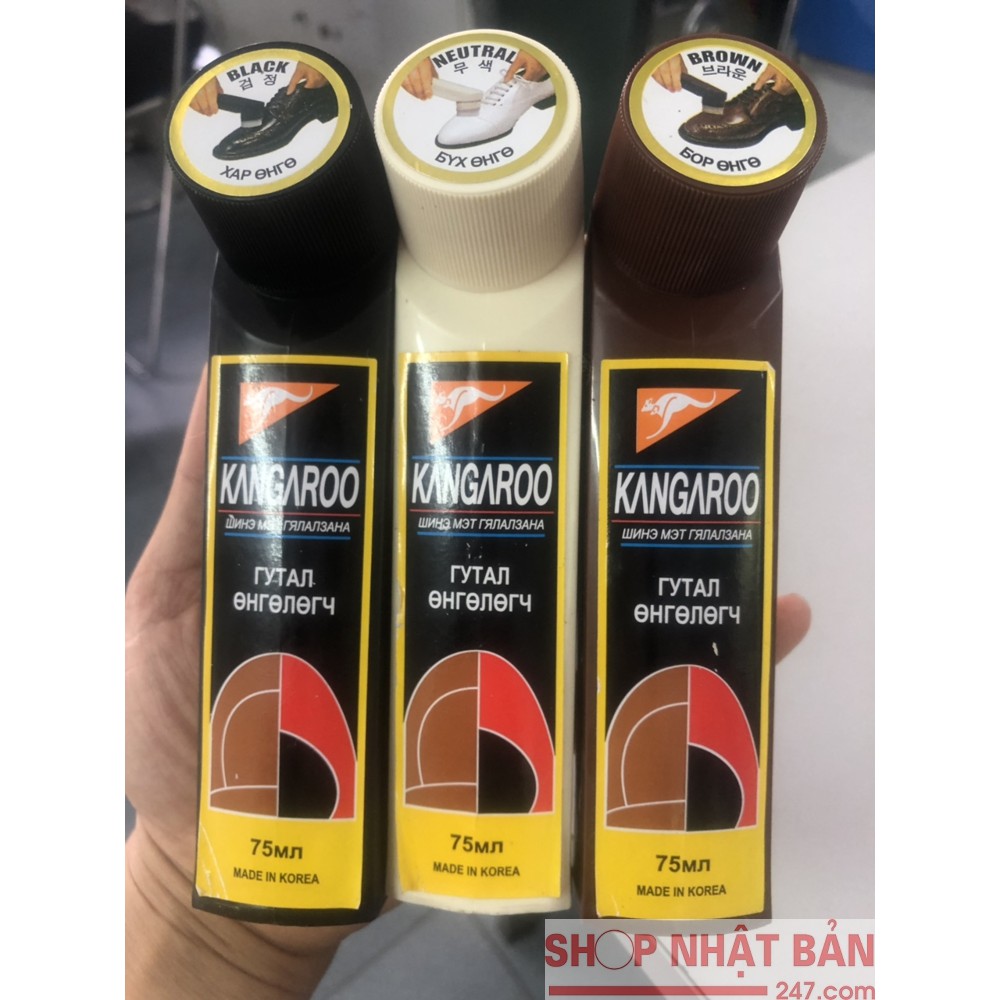 BLACK
검 정
ХАР ӨНГӨ
KANGAROO
ШИНЭ МЭТ ГЯЛАЛЗАНА
ГУТАЛ
ӨНГӨЛӨГЧ
75мл
MADE IN KOREA
NEUTRAL
무 색
БҮХ ӨНГӨ
KANGAROO
ШИНЭ МЭТ ГЯЛАЛЗАНА
ГУТАЛ
ӨНГӨЛӨГЧ
75мл
MADE IN KOREA
BROWN
브라운
БОР ӨНГӨ
KANGAROO
ШИНЭ МЭТ ГЯЛАЛЗАНА
ГУТАЛ
ӨНГӨЛӨГЧ
75мл
MADE IN KOREA
SHOP NHẬT BẢN
247.com